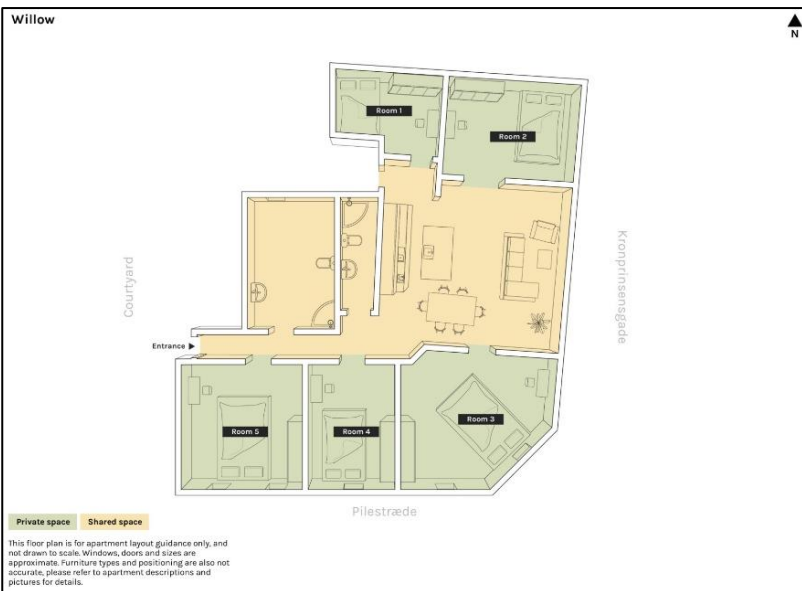 Willow
N
Room 1
Room 2
Courtyard
Kronprinsensgade
Entrance
Room 5
Room 4
Room 3
Pilestræde
Private space
Shared space
This floor plan is for apartment layout guidance only, and
not drawn to scale. Windows, doors and sizes are
approximate. Furniture types and positioning are also not
accurate, please refer to apartment descriptions and
pictures for details.